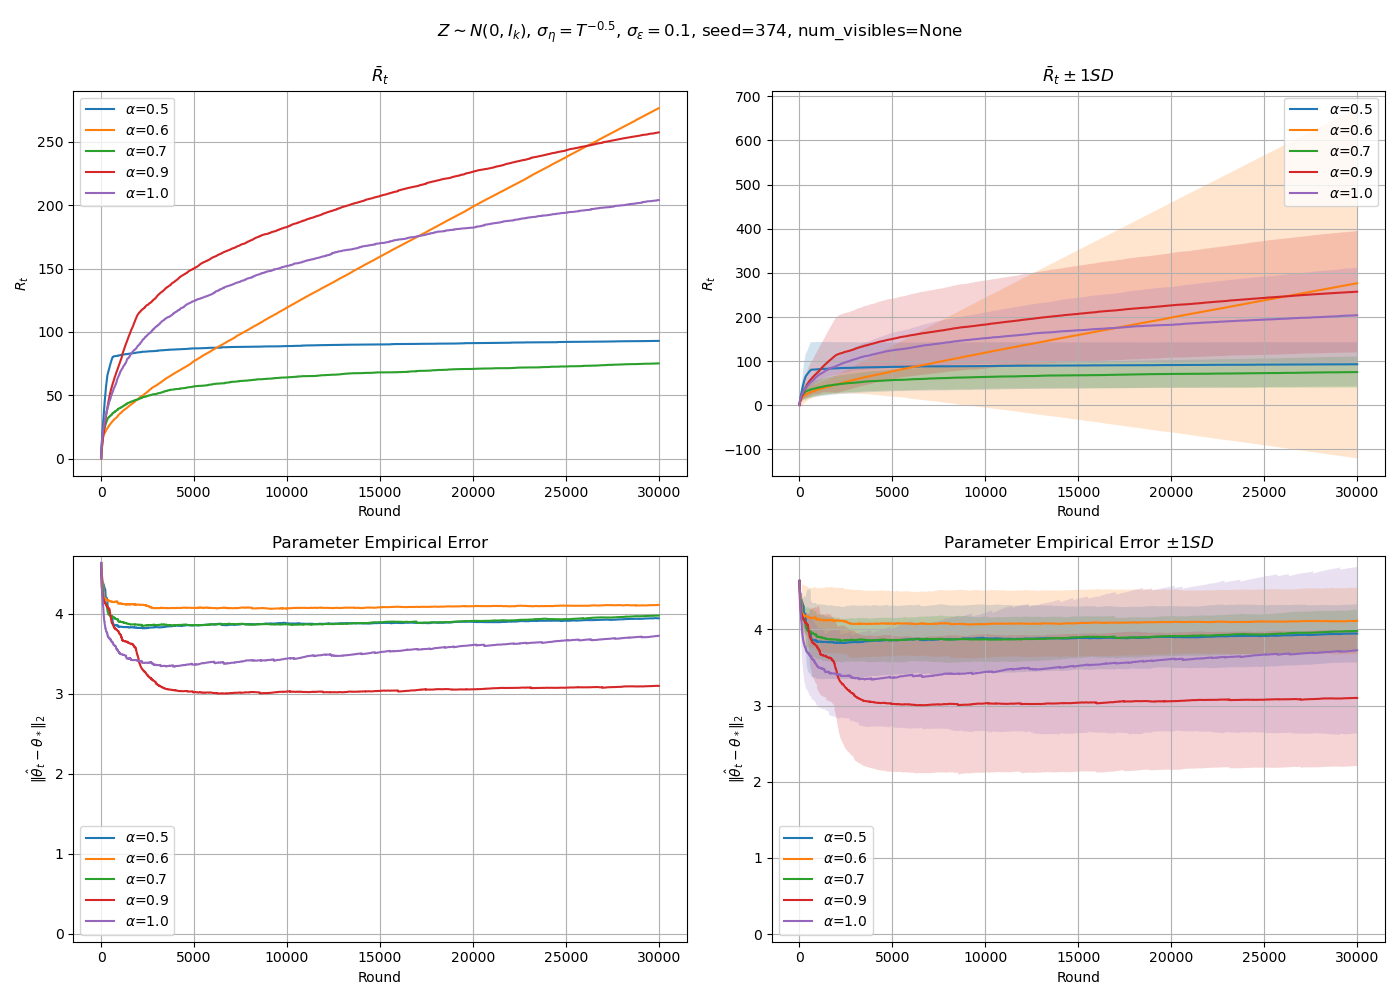 Z ∼ N(0, I_k), σ_η = T^{−0.5}, σ_ε = 0.1, seed=374, num_visibles=None
R̄_t
R_t
250
200
150
100
50
0
α=0.5
α=0.6
α=0.7
α=0.9
α=1.0
0 5000 10000 15000 20000 25000 30000
Round
R̄_t ± 1SD
R_t
700
600
500
400
300
200
100
0
−100
α=0.5
α=0.6
α=0.7
α=0.9
α=1.0
0 5000 10000 15000 20000 25000 30000
Round
Parameter Empirical Error
‖θ̂_t − θ_*‖_2
4
3
2
1
0
α=0.5
α=0.6
α=0.7
α=0.9
α=1.0
0 5000 10000 15000 20000 25000 30000
Round
Parameter Empirical Error ±1SD
‖θ̂_t − θ_*‖_2
4
3
2
1
0
α=0.5
α=0.6
α=0.7
α=0.9
α=1.0
0 5000 10000 15000 20000 25000 30000
Round